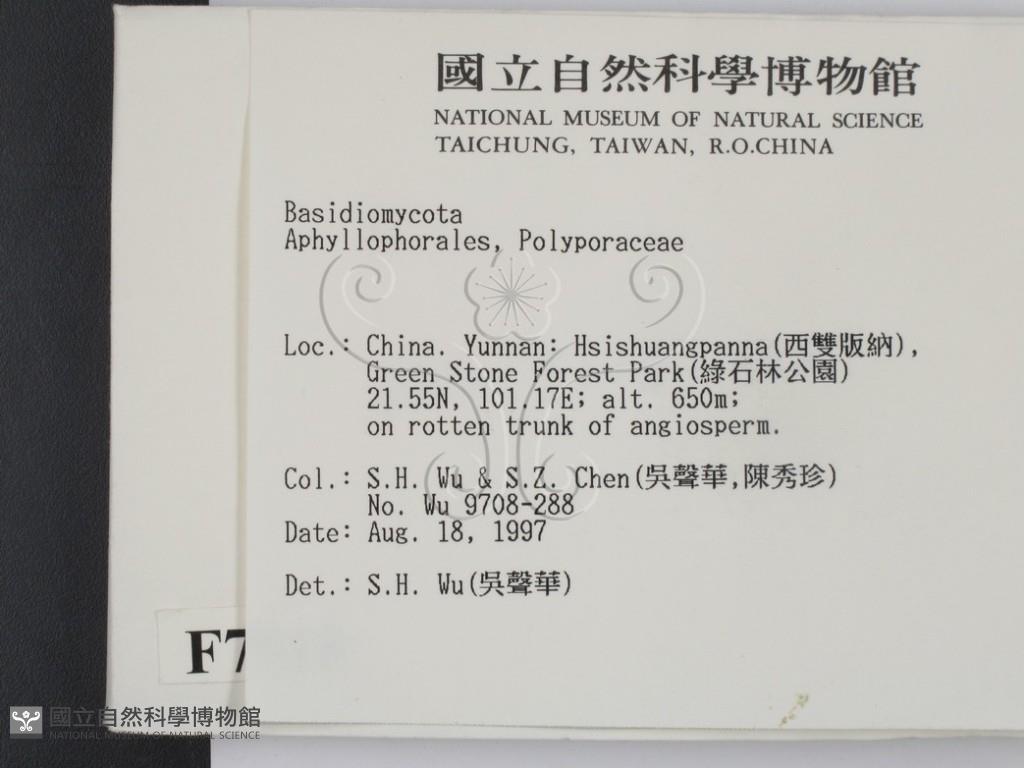 國立自然科學博物館
NATIONAL MUSEUM OF NATURAL SCIENCE
TAICHUNG, TAIWAN, R.O.CHINA
Basidiomycota
Aphyllophorales, Polyporaceae
Loc.: China. Yunnan: Hsishuangpanna(西雙版納),
Green Stone Forest Park(綠石林公園)
21.55N, 101.17E; alt. 650m;
on rotten trunk of angiosperm.
Col.: S.H. Wu & S.Z. Chen(吳聲華,陳秀珍)
No. Wu 9708-288
Date: Aug. 18, 1997
Det.: S.H. Wu(吳聲華)
F7
國立自然科學博物館
NATIONAL MUSEUM OF NATURAL SCIENCE